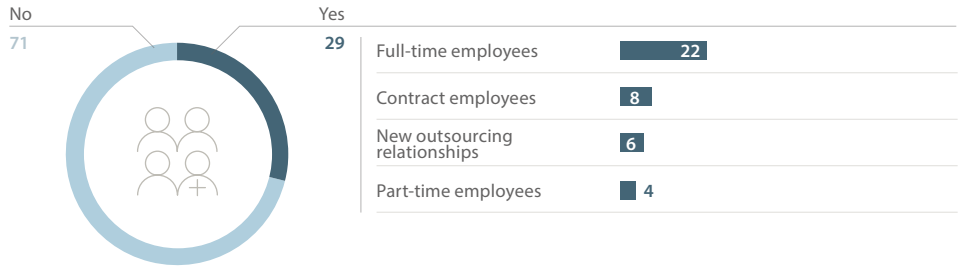 No
Yes
71
29
Full-time employees
22
Contract employees
8
New outsourcing
relationships
6
Part-time employees
4